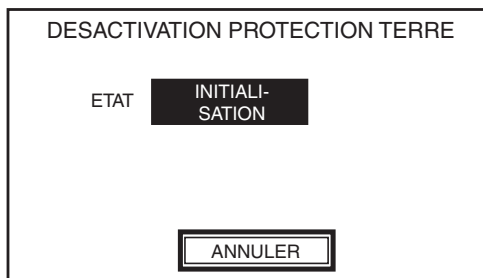 DESACTIVATION PROTECTION TERRE
ETAT
INITIALI-
SATION
ANNULER